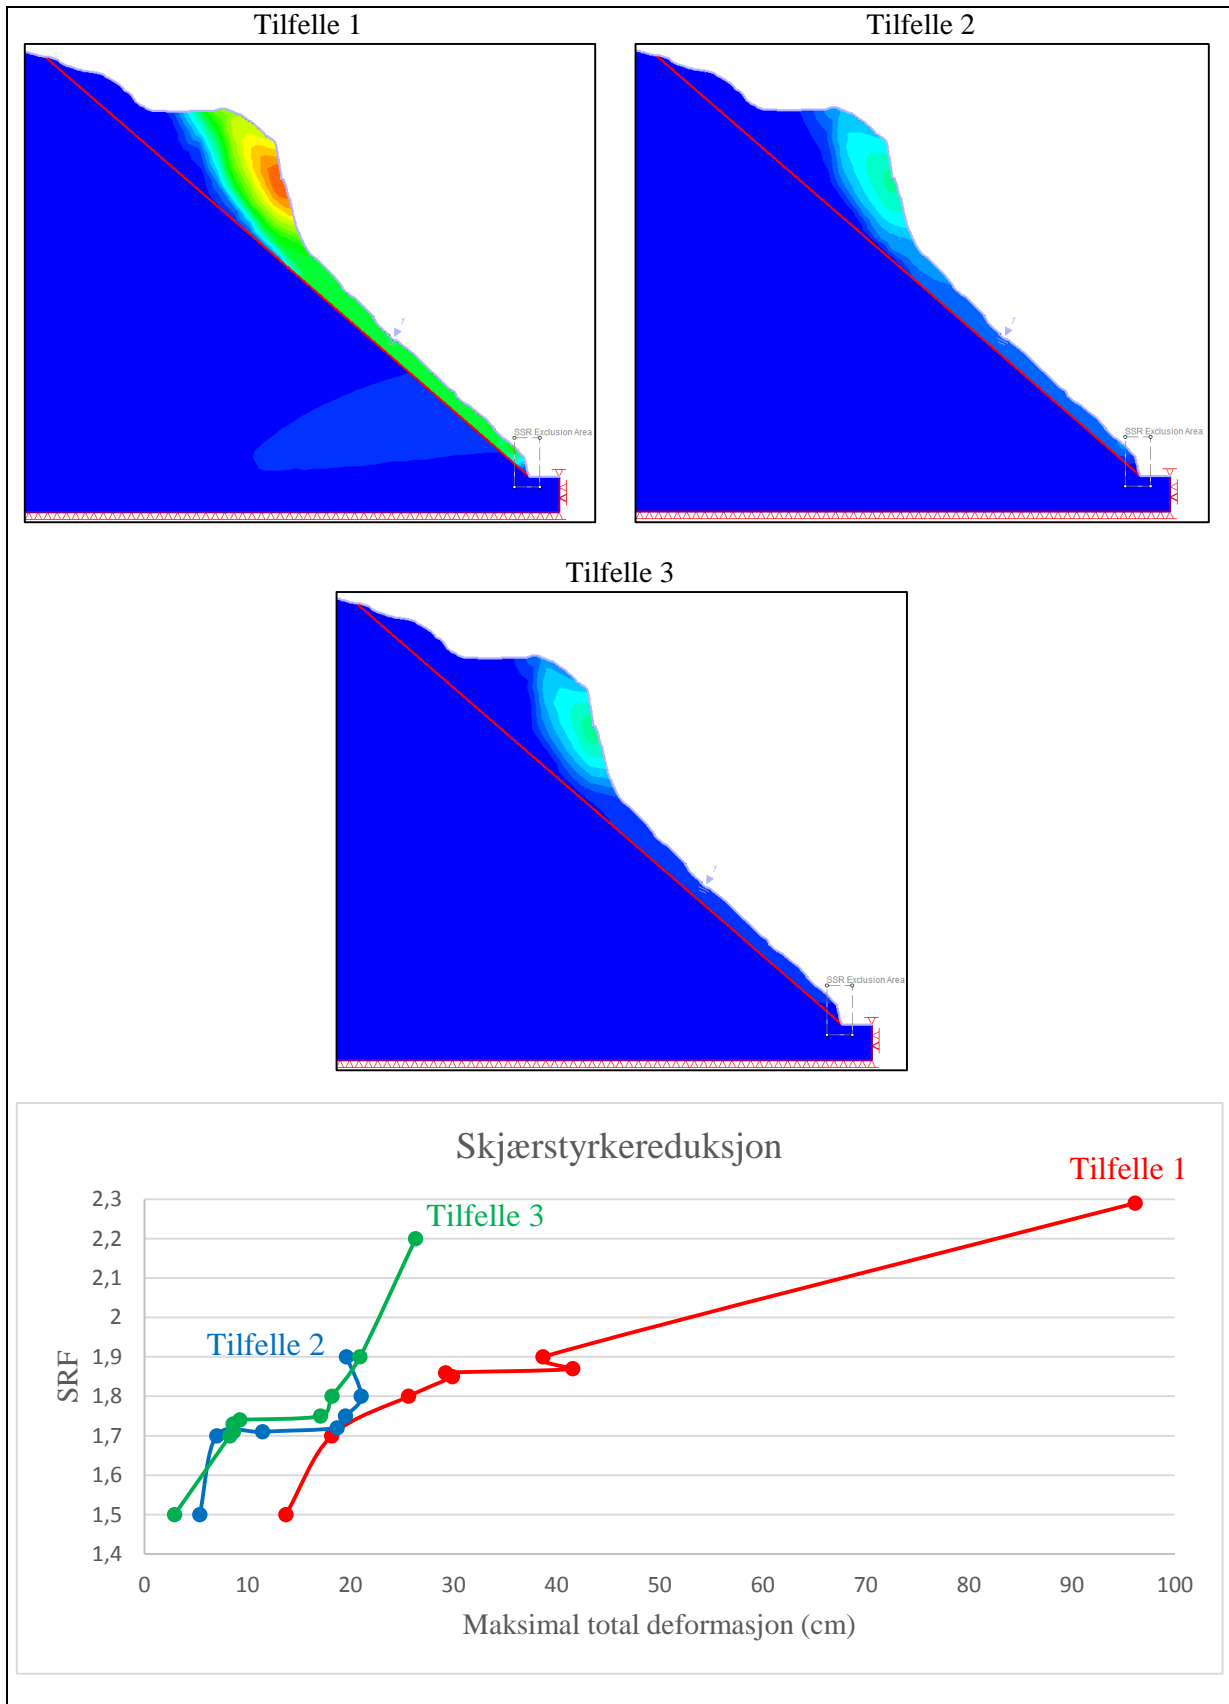 Tilfelle 1
Tilfelle 2
SSR Exclusion Area
SSR Exclusion Area
Tilfelle 3
SSR Exclusion Area
Skjærstyrkereduksjon
Tilfelle 1
Tilfelle 3
Tilfelle 2
SRF
2,3
2,2
2,1
2
1,9
1,8
1,7
1,6
1,5
1,4
0 10 20 30 40 50 60 70 80 90 100
Maksimal total deformasjon (cm)